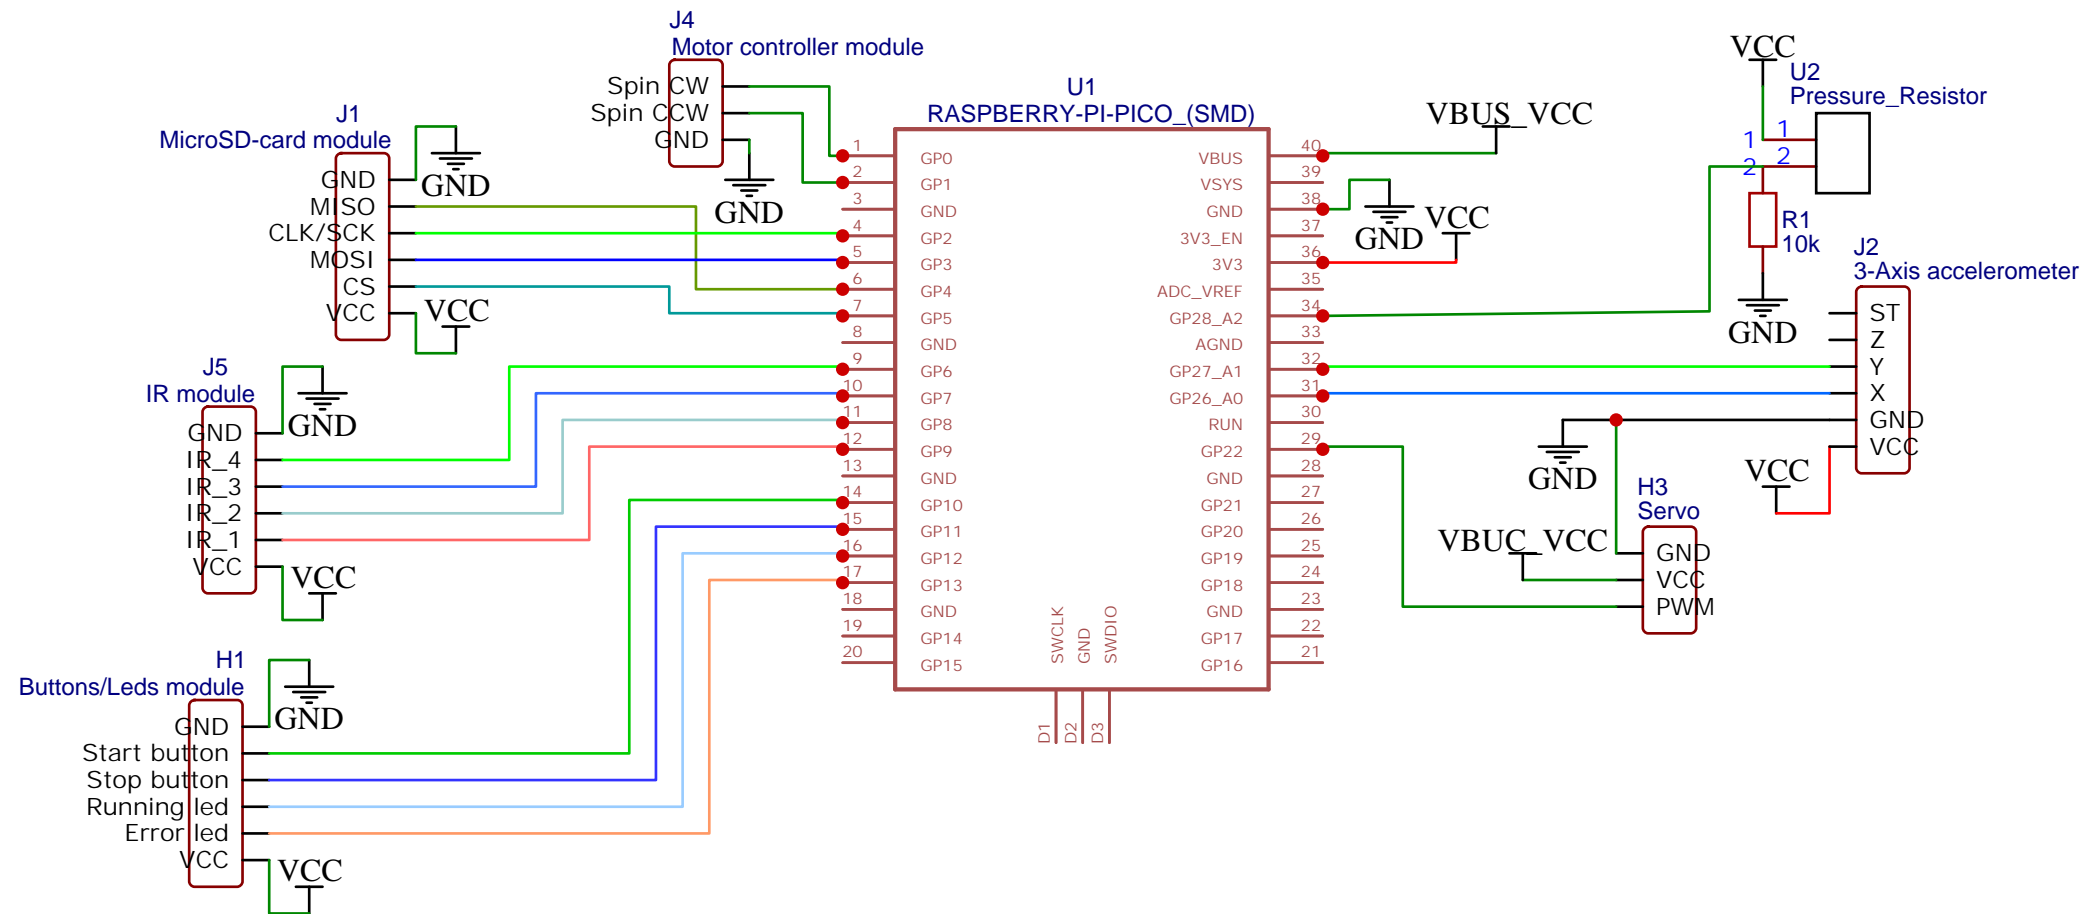 J4
Motor controller module
Spin CW
Spin CCW
GND
GND
J1
MicroSD-card module
GND
MISO
CLK/SCK
MOSI
CS
VCC
GND
VCC
J5
IR module
GND
IR_4
IR_3
IR_2
IR_1
VCC
GND
VCC
H1
Buttons/Leds module
GND
Start button
Stop button
Running led
Error led
VCC
GND
VCC
U1
RASPBERRY-PI-PICO_(SMD)
1 GP0
2 GP1
3 GND
4 GP2
5 GP3
6 GP4
7 GP5
8 GND
9 GP6
10 GP7
11 GP8
12 GP9
13 GND
14 GP10
15 GP11
16 GP12
17 GP13
18 GND
19 GP14
20 GP15
VBUS 40
VSYS 39
GND 38
3V3_EN 37
3V3 36
ADC_VREF 35
GP28_A2 34
AGND 33
GP27_A1 32
GP26_A0 31
RUN 30
GP22 29
GND 28
GP21 27
GP20 26
GP19 25
GP18 24
GND 23
GP17 22
GP16 21
SWCLK
GND
SWDIO
D1
D2
D3
VBUS_VCC
GND
VCC
VCC
U2
Pressure_Resistor
1 1
2 2
R1
10k
GND
J2
3-Axis accelerometer
ST
Z
Y
X
GND
VCC
GND
VCC
H3
Servo
VBUC_VCC
GND
VCC
PWM